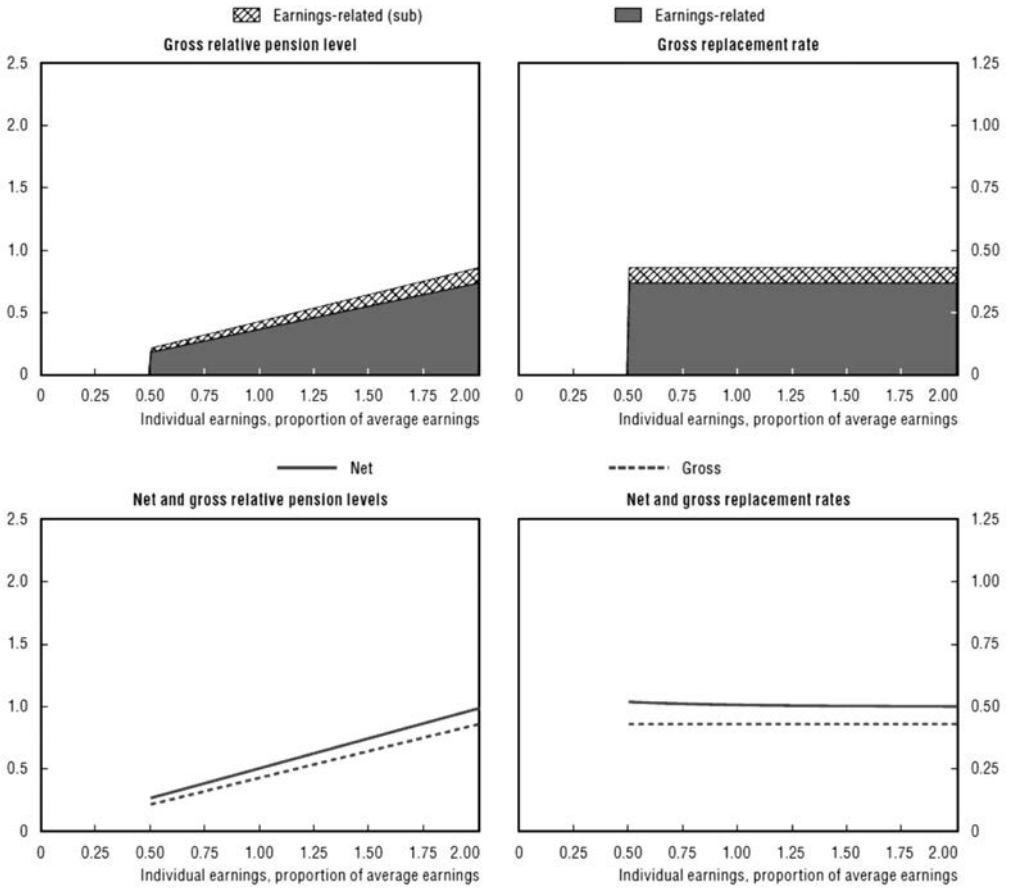 Earnings-related (sub) Earnings-related
Gross relative pension level
2.5
2.0
1.5
1.0
0.5
0
0 0.25 0.50 0.75 1.00 1.25 1.50 1.75 2.00
Individual earnings, proportion of average earnings
Gross replacement rate
1.25
1.00
0.75
0.50
0.25
0
0 0.25 0.50 0.75 1.00 1.25 1.50 1.75 2.00
Individual earnings, proportion of average earnings
Net Gross
Net and gross relative pension levels
2.5
2.0
1.5
1.0
0.5
0
0 0.25 0.50 0.75 1.00 1.25 1.50 1.75 2.00
Individual earnings, proportion of average earnings
Net and gross replacement rates
1.25
1.00
0.75
0.50
0.25
0
0 0.25 0.50 0.75 1.00 1.25 1.50 1.75 2.00
Individual earnings, proportion of average earnings